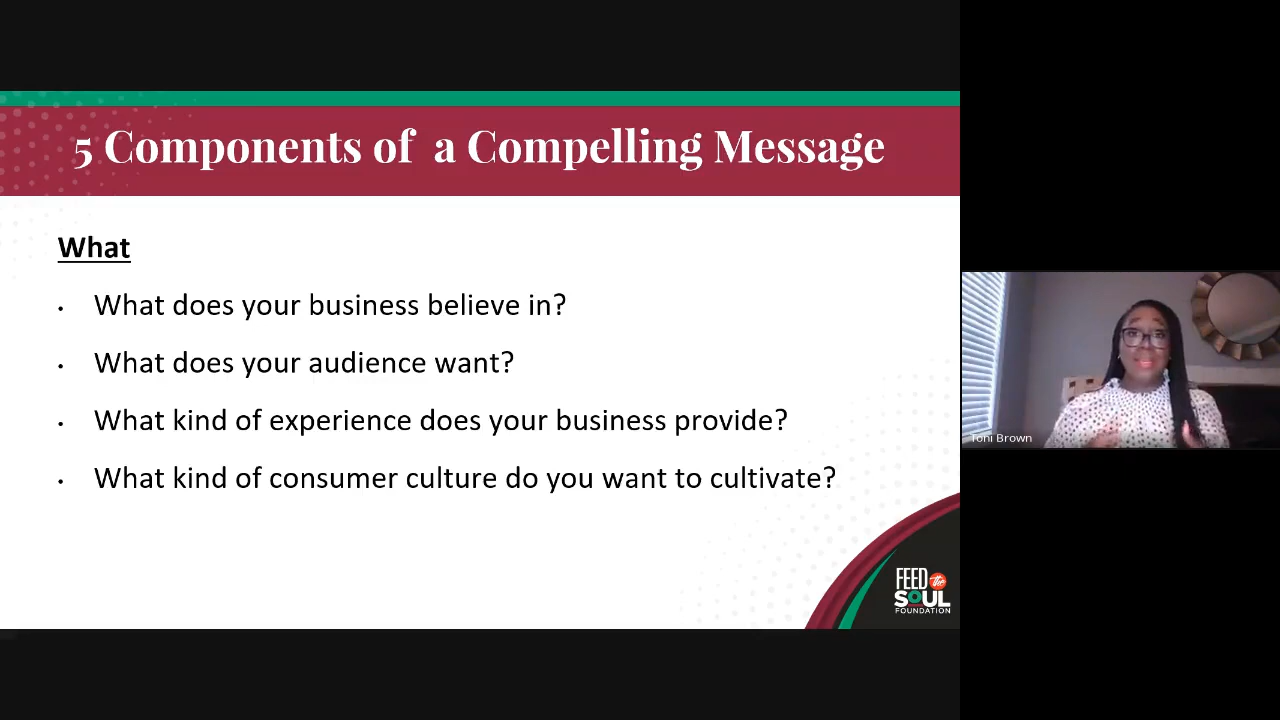 5 Components of a Compelling Message
What
• What does your business believe in?
• What does your audience want?
• What kind of experience does your business provide?
• What kind of consumer culture do you want to cultivate?
Toni Brown
FEED the
SOUL
FOUNDATION